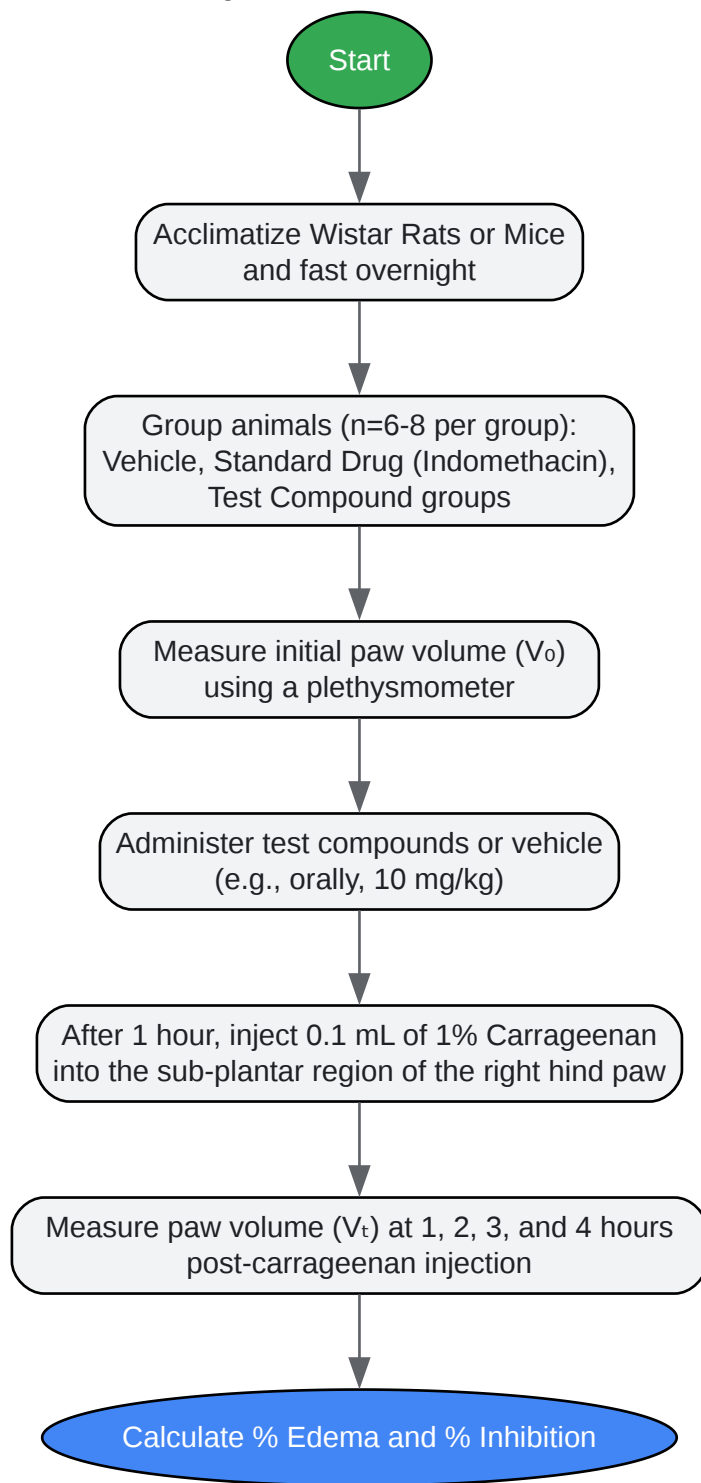 Start
Acclimatize Wistar Rats or Mice
and fast overnight
Group animals (n=6-8 per group):
Vehicle, Standard Drug (Indomethacin),
Test Compound groups
Measure initial paw volume (V₀)
using a plethysmometer
Administer test compounds or vehicle
(e.g., orally, 10 mg/kg)
After 1 hour, inject 0.1 mL of 1% Carrageenan
into the sub-plantar region of the right hind paw
Measure paw volume (Vₜ) at 1, 2, 3, and 4 hours
post-carrageenan injection
Calculate % Edema and % Inhibition